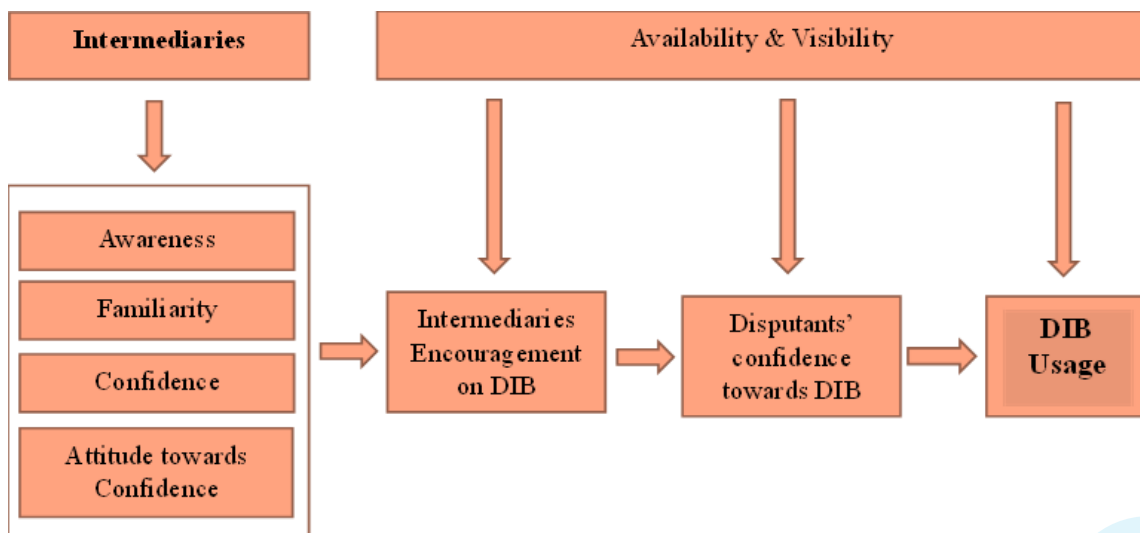 Intermediaries
Availability & Visibility
Awareness
Familiarity
Confidence
Attitude towards
Confidence
Intermediaries
Encouragement
on DIB
Disputants’
confidence
towards DIB
DIB
Usage